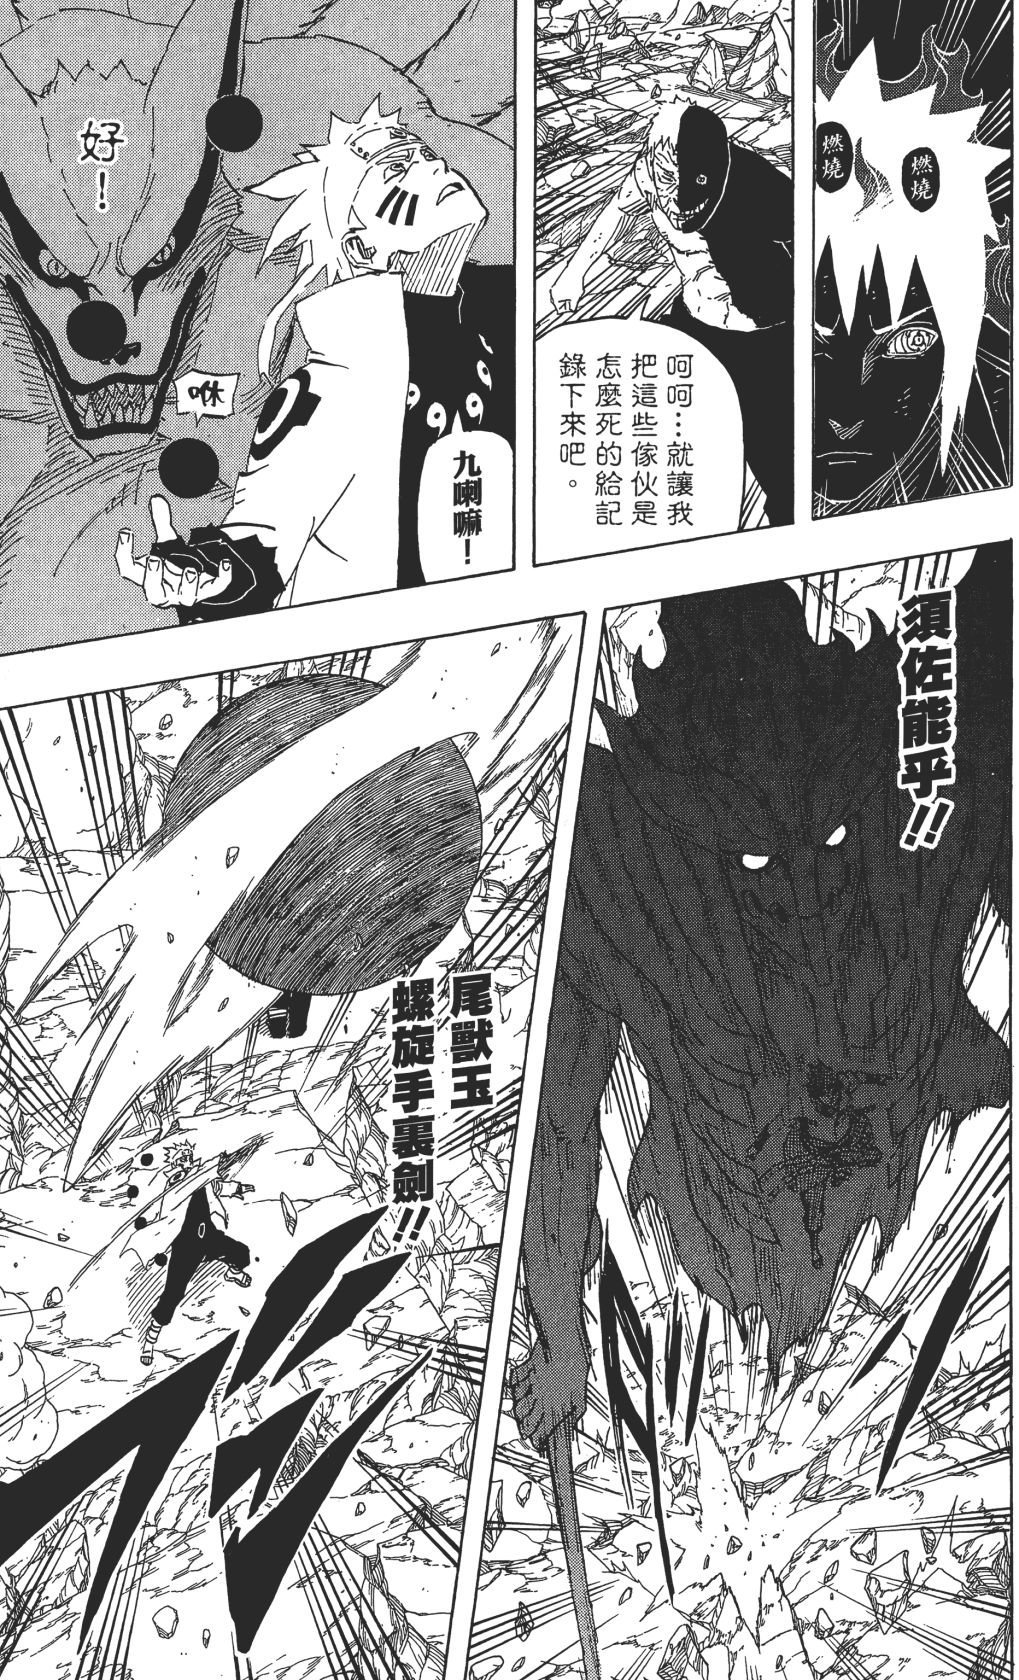 燃燒
燃燒
呵呵…就讓我
把這些傢伙是
怎麼死的給記
錄下來吧。
九喇嘛！
咻
好！
須佐能乎!!
尾獸玉
螺旋手裏劍!!